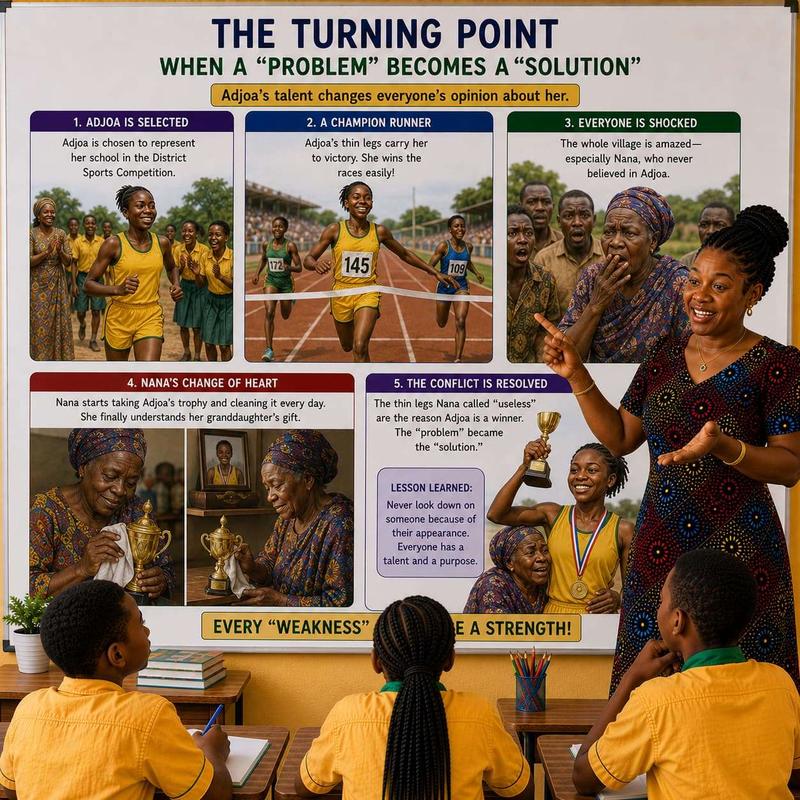 THE TURNING POINT
WHEN A “PROBLEM” BECOMES A “SOLUTION”
Adjoa’s talent changes everyone’s opinion about her.
1. ADJOA IS SELECTED
Adjoa is chosen to represent
her school in the District
Sports Competition.
2. A CHAMPION RUNNER
Adjoa’s thin legs carry her
to victory. She wins the
races easily!
172
145
109
3. EVERYONE IS SHOCKED
The whole village is amazed—
especially Nana, who never
believed in Adjoa.
4. NANA’S CHANGE OF HEART
Nana starts taking Adjoa’s trophy and cleaning it every day.
She finally understands her granddaughter’s gift.
5. THE CONFLICT IS RESOLVED
The thin legs Nana called “useless”
are the reason Adjoa is a winner.
The “problem” became
the “solution.”
LESSON LEARNED:
Never look down on
someone because of
their appearance.
Everyone has a
talent and a purpose.
EVERY “WEAKNESS” E A STRENGTH!